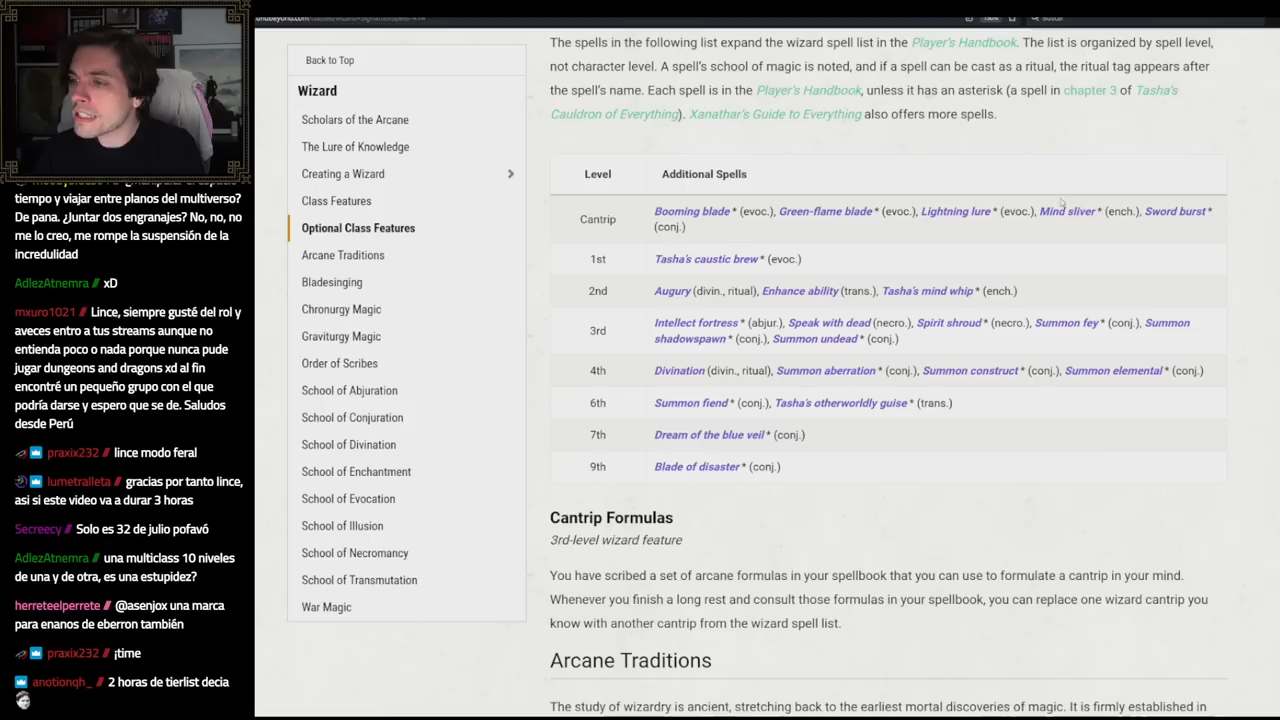 tiempo y viajar entre planos del multiverso?
De pana. ¿Juntar dos engranajes? No, no, no
me lo creo, me rompe la suspensión de la
incredulidad
AdlezAtnemra // xD
mxuro1021 // Lince, siempre gusté del rol y
aveces entro a tus streams aunque no
entienda poco o nada porque nunca pude
jugar dungeons and dragons xd al fin
encontré un pequeño grupo con el que
podría darse y espero que se de. Saludos
desde Perú
praxix232 // lince modo feral
lumetralleta // gracias por tanto lince,
asi si este video va a durar 3 horas
Secreecy // Solo es 32 de julio pofavó
AdlezAtnemra // una multiclass 10 niveles
de una y de otra, es una estupidez?
herreteelperrete // @asenjox una marca
para enanos de eberron también
praxix232 // ¡time
anotionqh_ // 2 horas de tierlist decia
Back to Top
Wizard
Scholars of the Arcane
The Lure of Knowledge
Creating a Wizard
Class Features
Optional Class Features
Arcane Traditions
Bladesinging
Chronurgy Magic
Graviturgy Magic
Order of Scribes
School of Abjuration
School of Conjuration
School of Divination
School of Enchantment
School of Evocation
School of Illusion
School of Necromancy
School of Transmutation
War Magic
The spells in the following list expand the wizard spell list in the Player's Handbook. The list is organized by spell level,
not character level. A spell's school of magic is noted, and if a spell can be cast as a ritual, the ritual tag appears after
the spell's name. Each spell is in the Player's Handbook, unless it has an asterisk (a spell in chapter 3 of Tasha's
Cauldron of Everything). Xanathar's Guide to Everything also offers more spells.
Level Additional Spells
Cantrip Booming blade * (evoc.), Green-flame blade * (evoc.), Lightning lure * (evoc.), Mind sliver * (ench.), Sword burst *
(conj.)
1st Tasha's caustic brew * (evoc.)
2nd Augury (divin., ritual), Enhance ability (trans.), Tasha's mind whip * (ench.)
3rd Intellect fortress * (abjur.), Speak with dead (necro.), Spirit shroud * (necro.), Summon fey * (conj.), Summon
shadowspawn * (conj.), Summon undead * (conj.)
4th Divination (divin., ritual), Summon aberration * (conj.), Summon construct * (conj.), Summon elemental * (conj.)
6th Summon fiend * (conj.), Tasha's otherworldly guise * (trans.)
7th Dream of the blue veil * (conj.)
9th Blade of disaster * (conj.)
Cantrip Formulas
3rd-level wizard feature
You have scribed a set of arcane formulas in your spellbook that you can use to formulate a cantrip in your mind.
Whenever you finish a long rest and consult those formulas in your spellbook, you can replace one wizard cantrip you
know with another cantrip from the wizard spell list.
Arcane Traditions
The study of wizardry is ancient, stretching back to the earliest mortal discoveries of magic. It is firmly established in